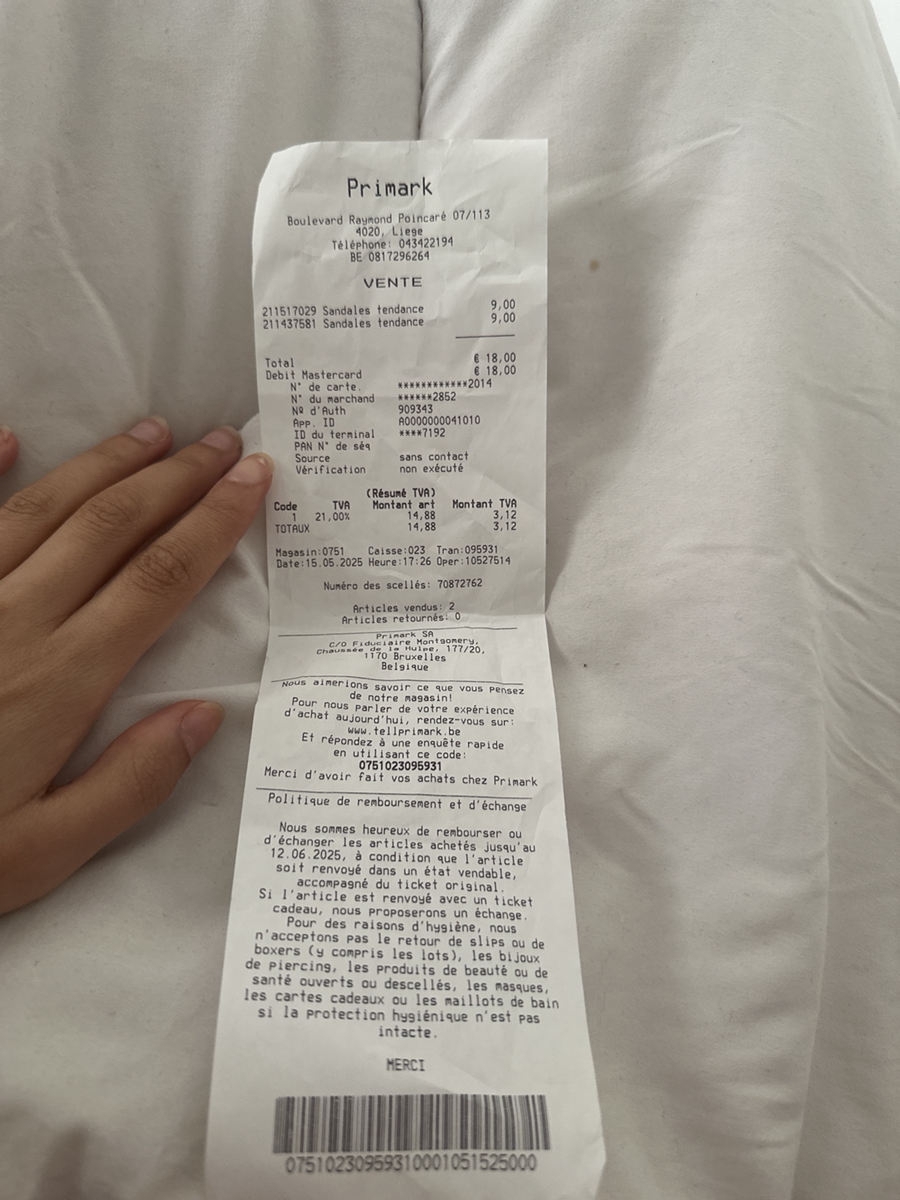 Primark
Boulevard Raymond Poincaré 07/113
4020, Liege
Téléphone: 043422194
BE 0817296264
VENTE
211517029 Sandales tendance 9,00
211437581 Sandales tendance 9,00
Total € 18,00
Debit Mastercard € 18,00
N° de carte. ************2014
N° du marchand ******2852
Nº d'Auth 909343
App. ID A0000000041010
ID du terminal ****7192
PAN N° de séq
Source sans contact
Vérification non exécuté
(Résumé TVA)
Code TVA Montant art Montant TVA
1 21,00% 14,88 3,12
TOTAUX 14,88 3,12
Magasin:0751 Caisse:023 Tran:095931
Date:15.05.2025 Heure:17:26 Oper:10527514
Numéro des scellés: 70872762
Articles vendus: 2
Articles retournés: 0
Primark SA
C/O Fiduciaire Montgomery,
Chaussée de la Hulpe, 177/20,
1170 Bruxelles
Belgique
Nous aimerions savoir ce que vous pensez
de notre magasin!
Pour nous parler de votre expérience
d'achat aujourd'hui, rendez-vous sur:
www.tellprimark.be
Et répondez à une enquête rapide
en utilisant ce code:
0751023095931
Merci d'avoir fait vos achats chez Primark
Politique de remboursement et d'échange
Nous sommes heureux de rembourser ou
d'échanger les articles achetés jusqu'au
12.06.2025, à condition que l'article
soit renvoyé dans un état vendable,
accompagné du ticket original.
Si l'article est renvoyé avec un ticket
cadeau, nous proposerons un échange.
Pour des raisons d'hygiène, nous
n'acceptons pas le retour de slips ou de
boxers (y compris les lots), les bijoux
de piercing, les produits de beauté ou de
santé ouverts ou descellés, les masques,
les cartes cadeaux ou les maillots de bain
si la protection hygiénique n'est pas
intacte.
MERCI
07510230959310001051525000